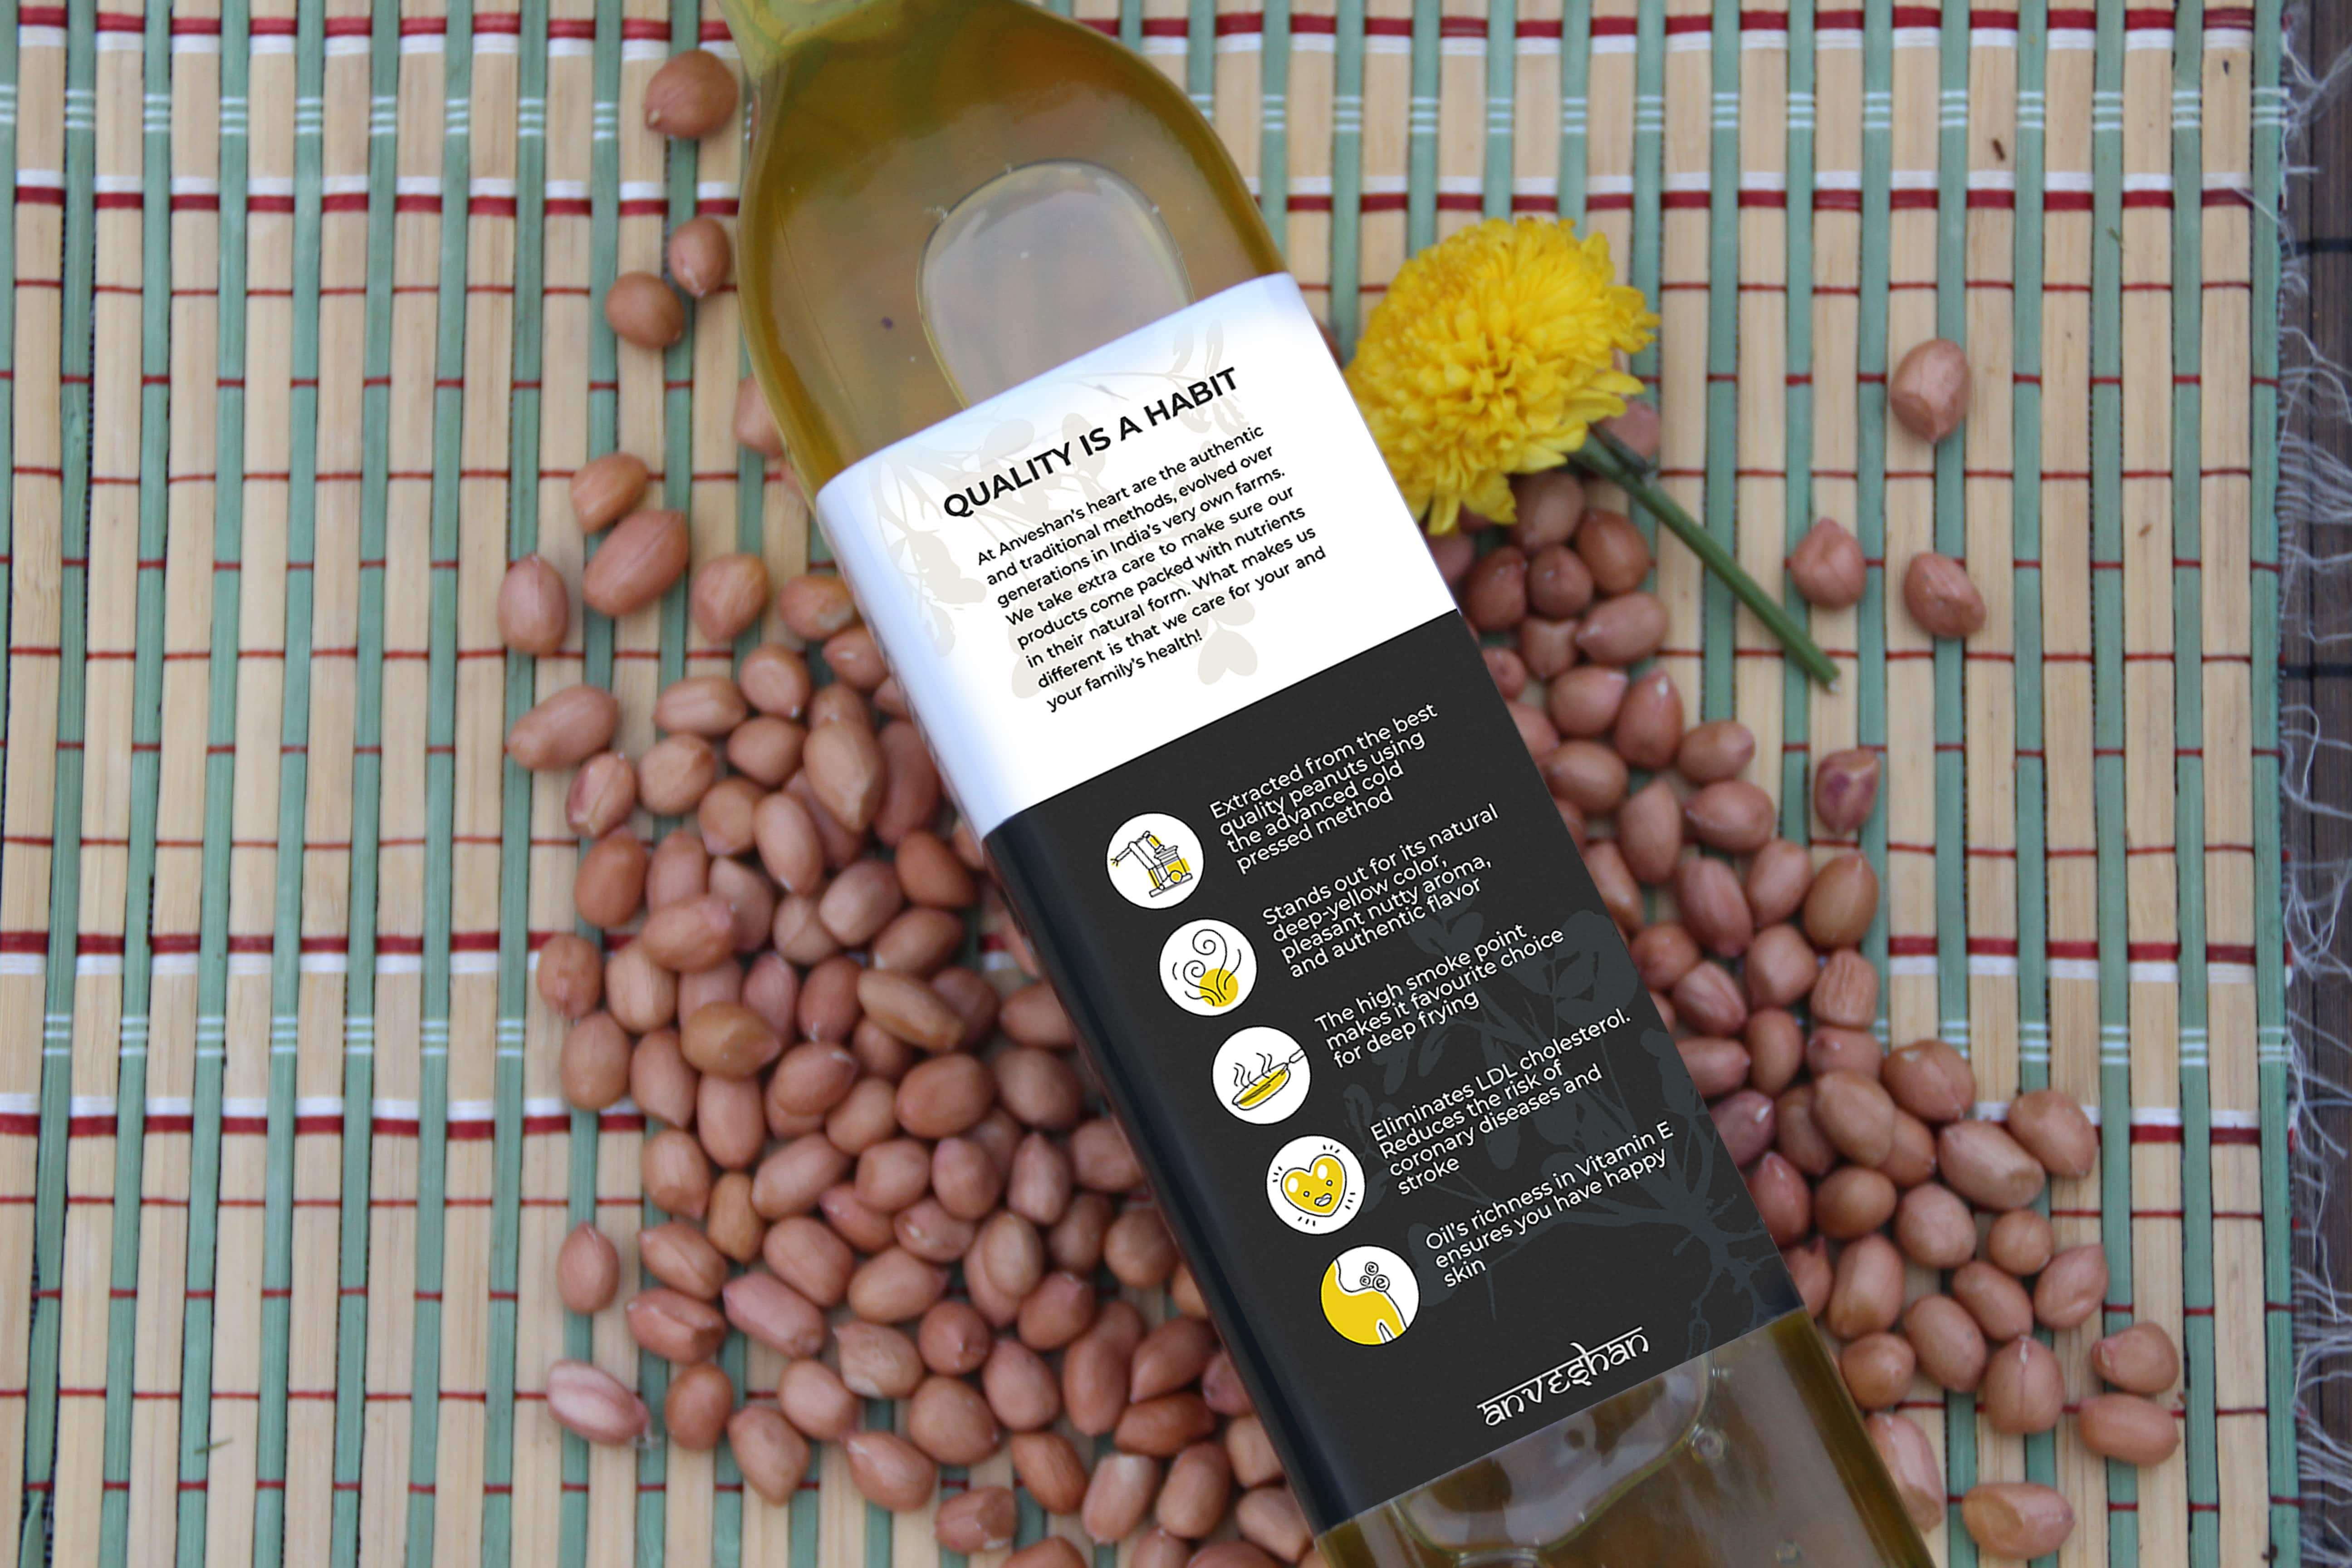 QUALITY IS A HABIT
At Anveshan's heart are the authentic
and traditional methods, evolved over
generations in India's very own farms.
We take extra care to make sure our
products come packed with nutrients
in their natural form. What makes us
different is that we care for your and
your family's health!
Extracted from the best
quality peanuts using
the advanced cold
pressed method
Stands out for its natural
deep-yellow color,
pleasant nutty aroma,
and authentic flavor
The high smoke point
makes it favourite choice
for deep frying
Eliminates LDL cholesterol.
Reduces the risk of
coronary diseases and
stroke
Oil's richness in Vitamin E
ensures you have happy
skin
anveshan